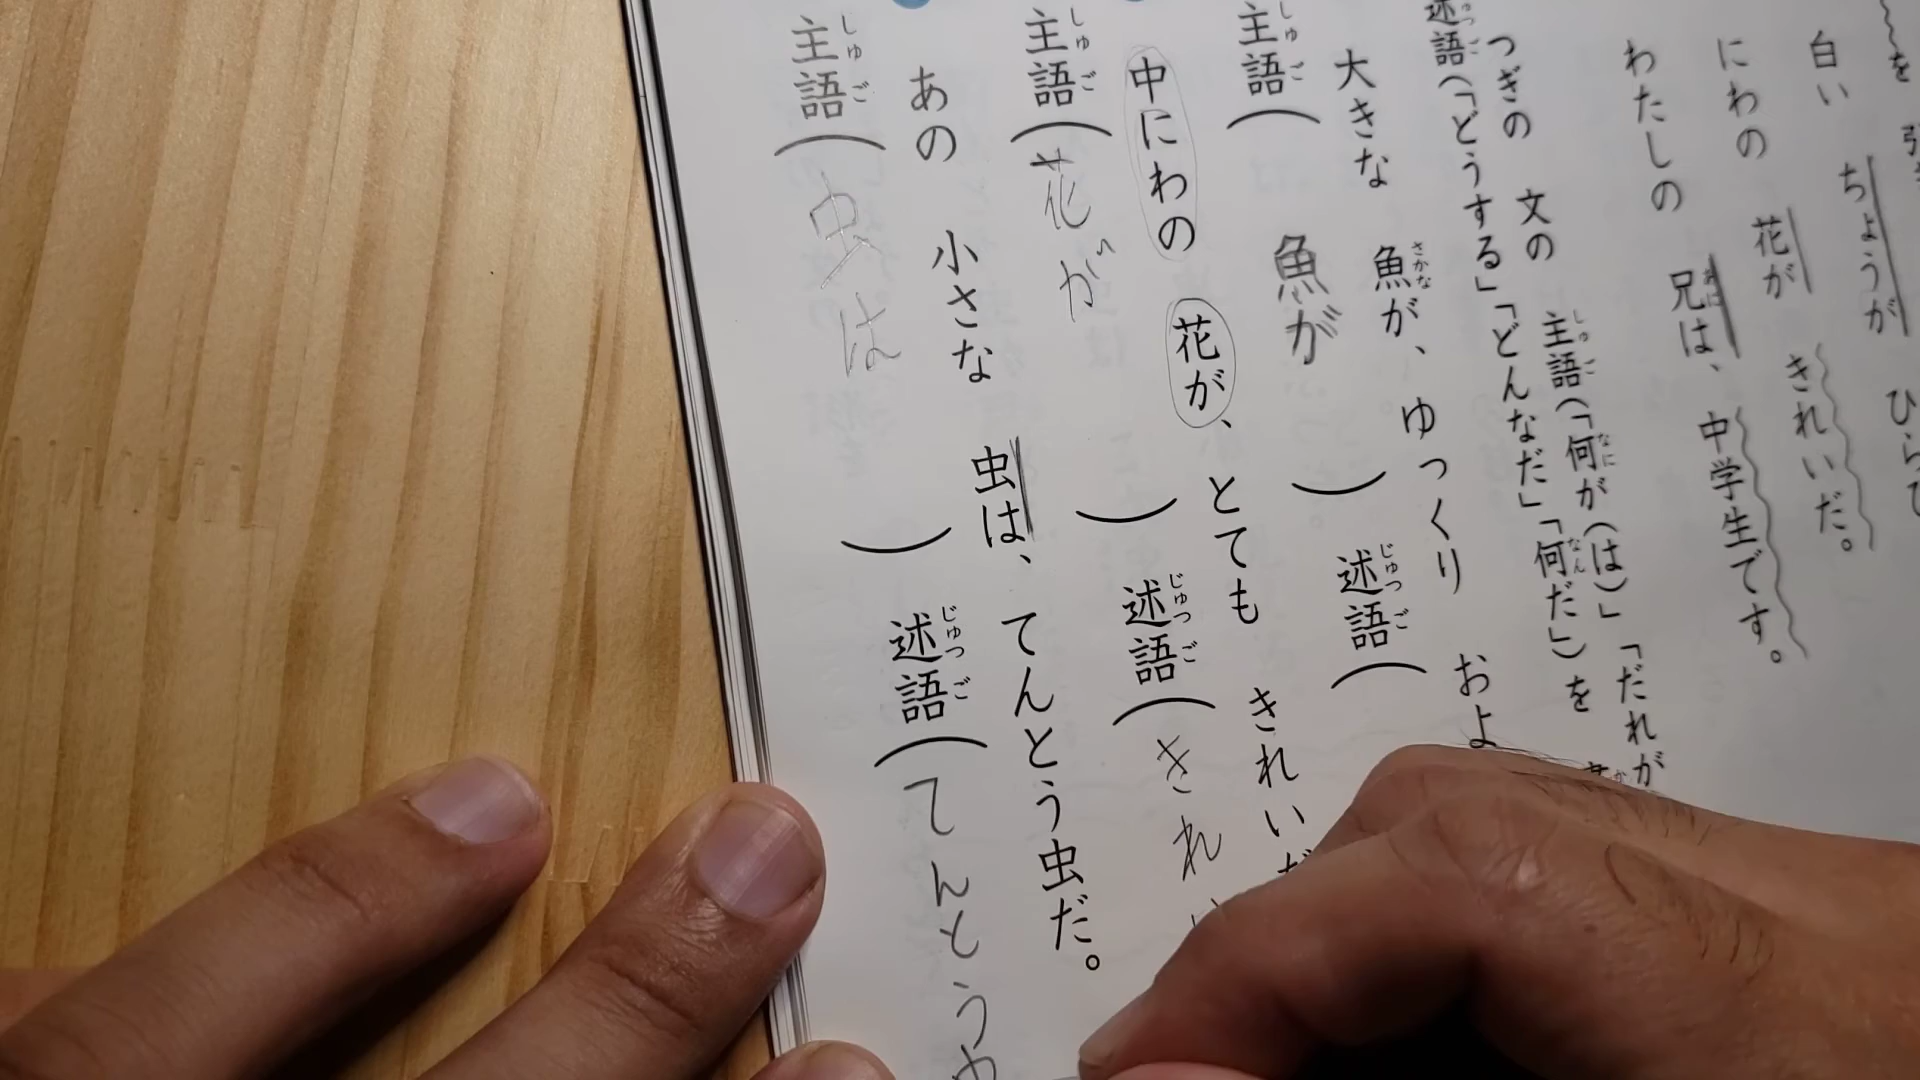 を
白い ちょうが ひら
にわの 花が きれいだ。
わたしの 兄は、中学生です。
つぎの 文の 主語(「何が(は)」「だれが
述語(「どうする」「どんなだ」「何だ」)を
大きな 魚が、ゆっくり およ
主語(魚が)述語(
中にわの 花が、とても きれいだ
主語(花が)述語(きれい
あの 小さな 虫は、てんとう虫だ。
主語(虫は)述語(てんとう